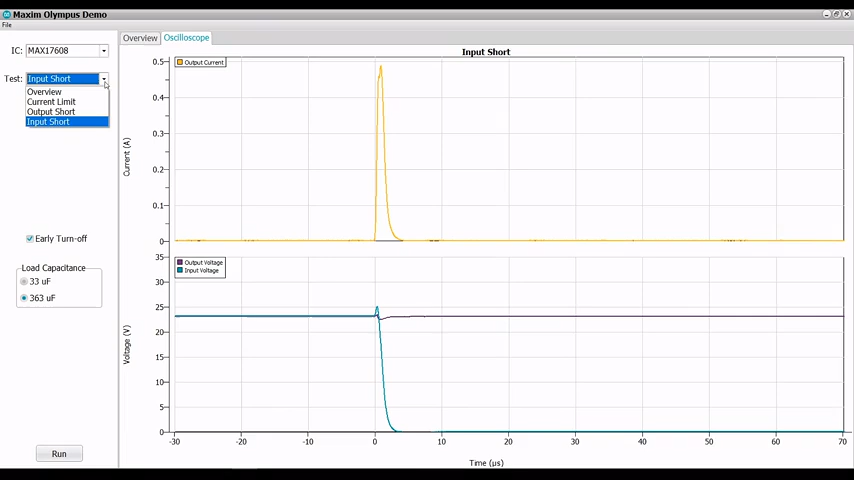 Maxim Olympus Demo
File
IC: MAX17608
Test: Input Short
Overview
Current Limit
Output Short
Input Short
Early Turn-off
Load Capacitance
33 uF
363 uF
Run
Overview Oscilloscope
Input Short
Output Current
Current (A)
0.5
0.4
0.3
0.2
0.1
0
Output Voltage
Input Voltage
Voltage (V)
35
30
25
20
15
10
5
0
-30 -20 -10 0 10 20 30 40 50 60 70
Time (µs)